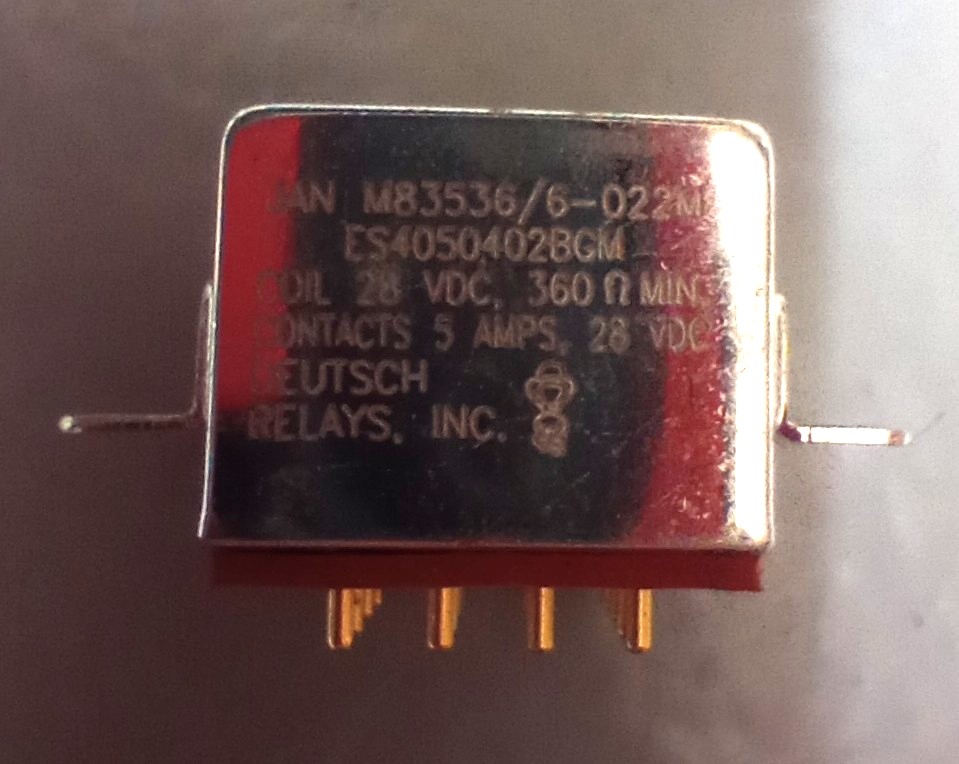 JAN M83536/6-022M
ES4050402BGM
COIL 28 VDC, 360 Ω MIN.
CONTACTS 5 AMPS, 28 VDC
DEUTSCH
RELAYS, INC.